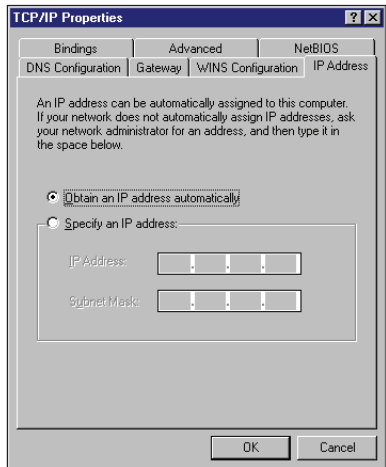 TCP/IP Properties
? ×
Bindings
Advanced
NetBIOS
DNS Configuration
Gateway
WINS Configuration
IP Address
An IP address can be automatically assigned to this computer.
If your network does not automatically assign IP addresses, ask
your network administrator for an address, and then type it in
the space below.
Obtain an IP address automatically
Specify an IP address:
IP Address:
. . .
Subnet Mask:
. . .
OK
Cancel